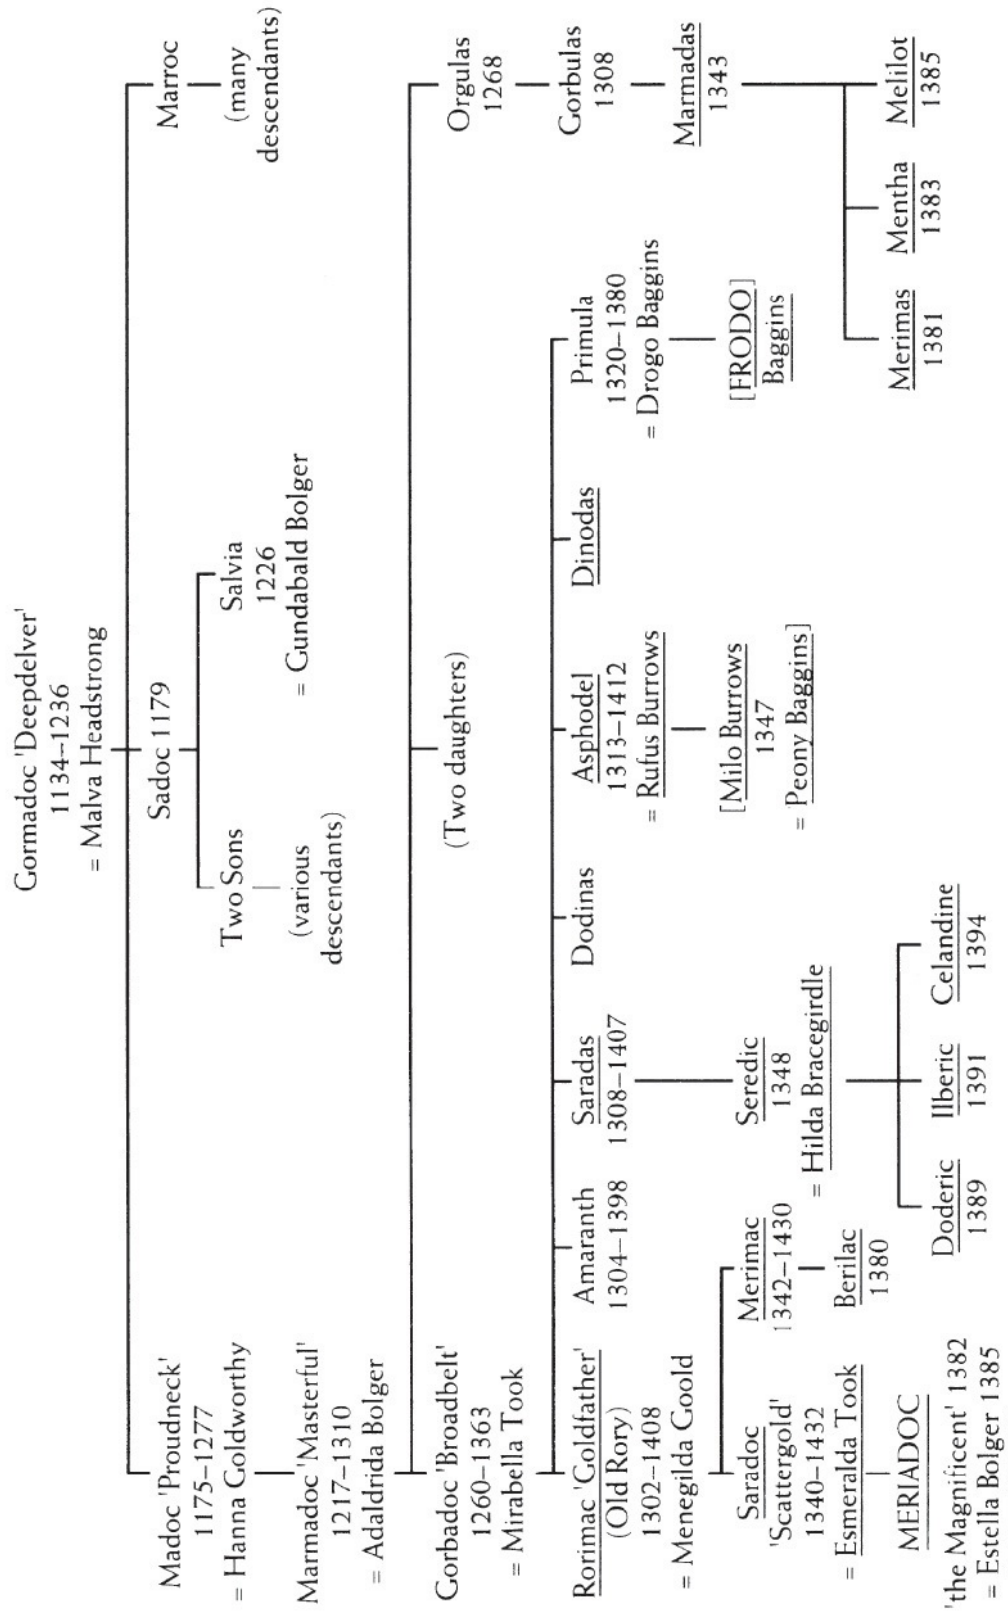 Gormadoc 'Deepdelver'
1134–1236
= Malva Headstrong
Madoc 'Proudneck'
1175–1277
= Hanna Goldworthy
Sadoc 1179
Marroc
(many
descendants)
Two Sons
(various
descendants)
Salvia
1226
= Gundabald Bolger
Marmadoc 'Masterful'
1217–1310
= Adaldrida Bolger
Gorbadoc 'Broadbelt'
1260–1363
= Mirabella Took
(Two daughters)
Orgulas
1268
Gorbulas
1308
Marmadas
1343
Rorimac 'Goldfather'
(Old Rory)
1302–1408
= Menegilda Goold
Amaranth
1304–1398
Saradas
1308–1407
Dodinas
Asphodel
1313–1412
= Rufus Burrows
Dinodas
Primula
1320–1380
= Drogo Baggins
Saradoc
'Scattergold'
1340–1432
= Esmeralda Took
Merimac
1342–1430
Seredic
1348
= Hilda Bracegirdle
[Milo Burrows
1347
= Peony Baggins]
[FRODO]
Baggins
MERIADOC
'the Magnificent' 1382
= Estella Bolger 1385
Berilac
1380
Doderic
1389
Ilberic
1391
Celandine
1394
Merimas
1381
Mentha
1383
Melilot
1385